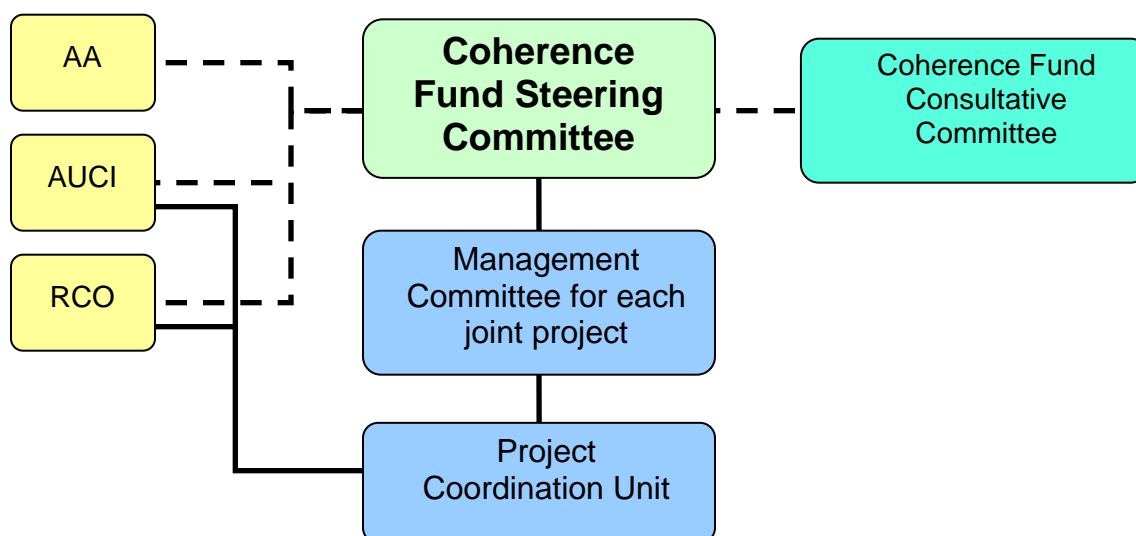 AA
AUCI
RCO
Coherence
Fund Steering
Committee
Coherence Fund
Consultative
Committee
Management
Committee for each
joint project
Project
Coordination Unit